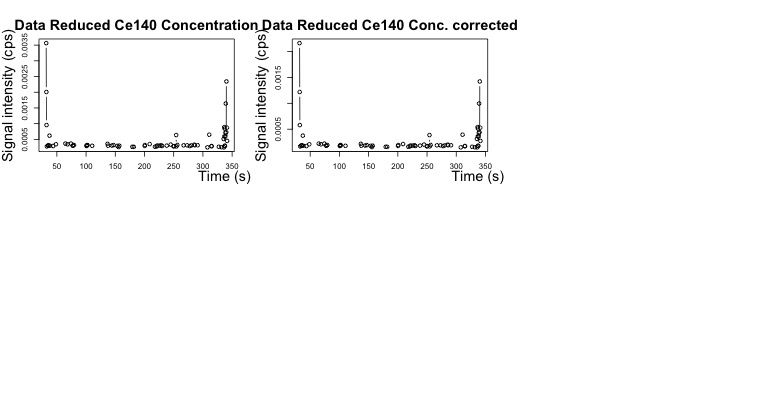 Data Reduced Ce140 Concentration
Signal intensity (cps)
0.0005 0.0015 0.0025 0.0035
50 100 150 200 250 300 350
Time (s)
Data Reduced Ce140 Conc. corrected
Signal intensity (cps)
0.0005 0.0015
50 100 150 200 250 300 350
Time (s)